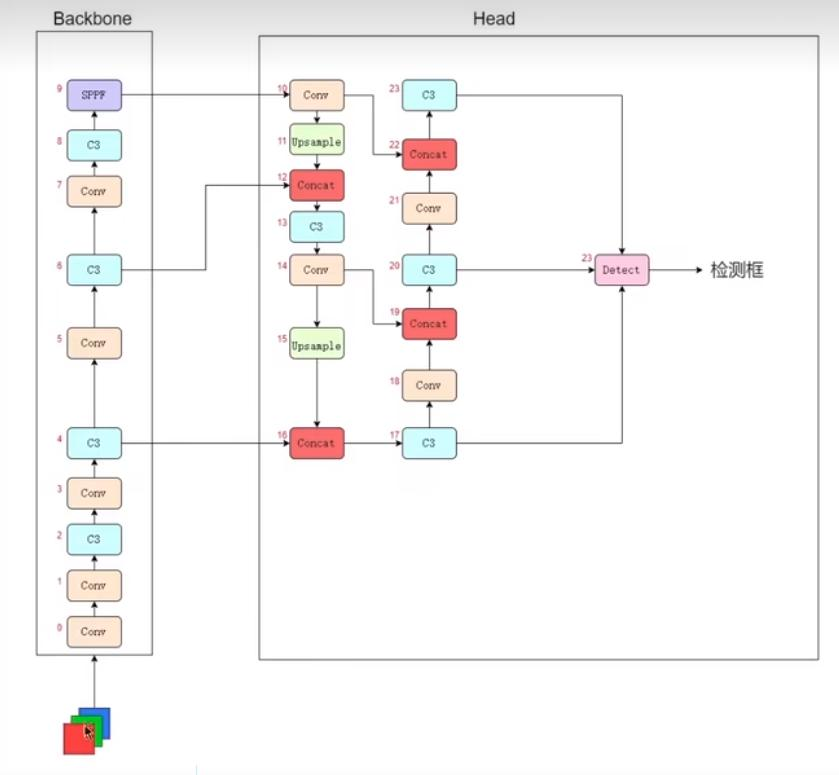 Backbone
Head
9 SPPF
8 C3
7 Conv
6 C3
5 Conv
4 C3
3 Conv
2 C3
1 Conv
0 Conv
10 Conv
11 Upsample
12 Concat
13 C3
14 Conv
15 Upsample
16 Concat
23 C3
22 Concat
21 Conv
20 C3
19 Concat
18 Conv
17 C3
23 Detect
检测框